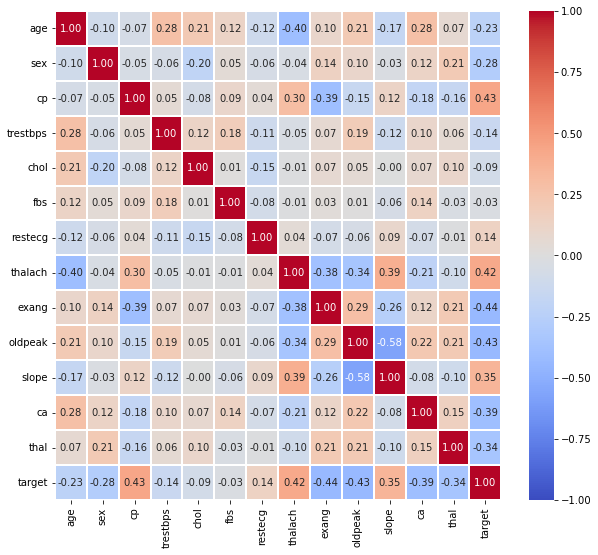 age 1.00 -0.10 -0.07 0.28 0.21 0.12 -0.12 -0.40 0.10 0.21 -0.17 0.28 0.07 -0.23
sex -0.10 1.00 -0.05 -0.06 -0.20 0.05 -0.06 -0.04 0.14 0.10 -0.03 0.12 0.21 -0.28
cp -0.07 -0.05 1.00 0.05 -0.08 0.09 0.04 0.30 -0.39 -0.15 0.12 -0.18 -0.16 0.43
trestbps 0.28 -0.06 0.05 1.00 0.12 0.18 -0.11 -0.05 0.07 0.19 -0.12 0.10 0.06 -0.14
chol 0.21 -0.20 -0.08 0.12 1.00 0.01 -0.15 -0.01 0.07 0.05 -0.00 0.07 0.10 -0.09
fbs 0.12 0.05 0.09 0.18 0.01 1.00 -0.08 -0.01 0.03 0.01 -0.06 0.14 -0.03 -0.03
restecg -0.12 -0.06 0.04 -0.11 -0.15 -0.08 1.00 0.04 -0.07 -0.06 0.09 -0.07 -0.01 0.14
thalach -0.40 -0.04 0.30 -0.05 -0.01 -0.01 0.04 1.00 -0.38 -0.34 0.39 -0.21 -0.10 0.42
exang 0.10 0.14 -0.39 0.07 0.07 0.03 -0.07 -0.38 1.00 0.29 -0.26 0.12 0.21 -0.44
oldpeak 0.21 0.10 -0.15 0.19 0.05 0.01 -0.06 -0.34 0.29 1.00 -0.58 0.22 0.21 -0.43
slope -0.17 -0.03 0.12 -0.12 -0.00 -0.06 0.09 0.39 -0.26 -0.58 1.00 -0.08 -0.10 0.35
ca 0.28 0.12 -0.18 0.10 0.07 0.14 -0.07 -0.21 0.12 0.22 -0.08 1.00 0.15 -0.39
thal 0.07 0.21 -0.16 0.06 0.10 -0.03 -0.01 -0.10 0.21 0.21 -0.10 0.15 1.00 -0.34
target -0.23 -0.28 0.43 -0.14 -0.09 -0.03 0.14 0.42 -0.44 -0.43 0.35 -0.39 -0.34 1.00
age sex cp trestbps chol fbs restecg thalach exang oldpeak slope ca thal target
1.00
0.75
0.50
0.25
0.00
−0.25
−0.50
−0.75
−1.00